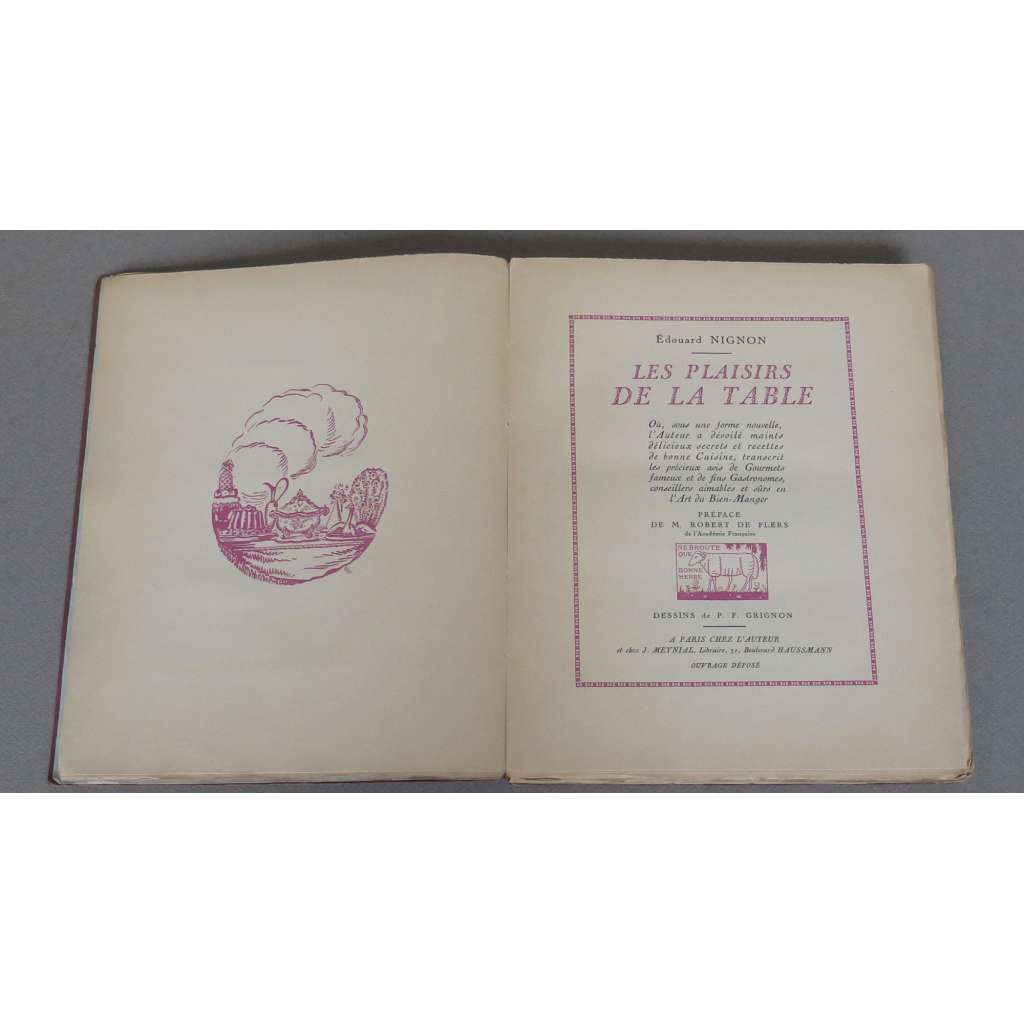 Édouard NIGNON
LES PLAISIRS
DE LA TABLE
Où, sous une forme nouvelle,
l'Auteur a dévoilé maints
délicieux secrets et recettes
de bonne Cuisine, transcrit
les précieux avis de Gourmets
fameux et de fins Gastronomes,
conseillers aimables et sûrs en
l'Art du Bien-Manger
PRÉFACE
DE M. ROBERT DE FLERS
de l'Académie Française
NE BROUTE
QUE
BONNE
HERBE
DESSINS de P. F. GRIGNON
A PARIS CHEZ L'AUTEUR
et chez J. MEYNIAL, Libraire, 30, Boulevard HAUSSMANN
OUVRAGE DÉPOSÉ